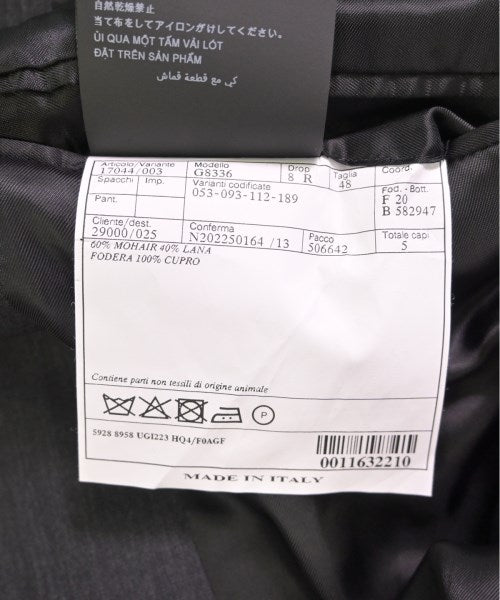 自然乾燥禁止
当て布をしてアイロンがけしてください。
ỦI QUA MỘT TẤM VẢI LÓT
ĐẶT TRÊN SẢN PHẨM
كي مع قطعة قماش
Articolo/Variante Modello Drop Taglia Coord.
17044/003 G8336 8 R 48
Spacchi Imp. Varianti codificate Fod. - Bott.
053-093-112-189 F 20
Pant. B 582947
Cliente/dest. Conferma Pacco Totale capi
29000/025 N202250164 /13 506642 5
60% MOHAIR 40% LANA
FODERA 100% CUPRO
Contiene parti non tessili di origine animale
P
5928 8958 UGI223 HQ4/F0AGF
0011632210
MADE IN ITALY